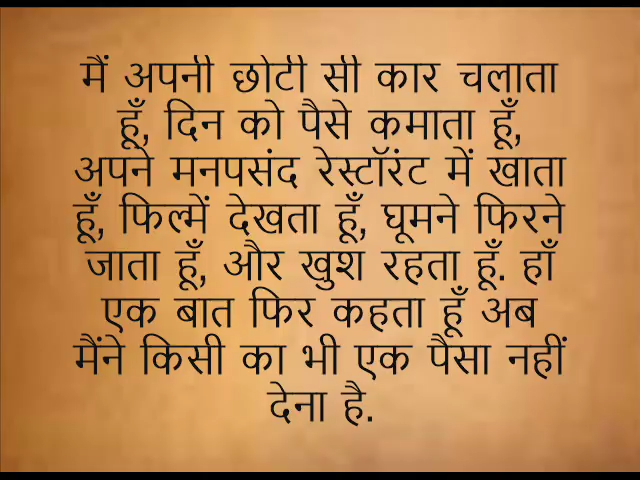 मैं अपनी छोटी सी कार चलाता
हूँ, दिन को पैसे कमाता हूँ,
अपने मनपसंद रेस्टॉरंट में खाता
हूँ, फिल्में देखता हूँ, घूमने फिरने
जाता हूँ, और खुश रहता हूँ. हाँ
एक बात फिर कहता हूँ अब
मैंने किसी का भी एक पैसा नहीं
देना है.